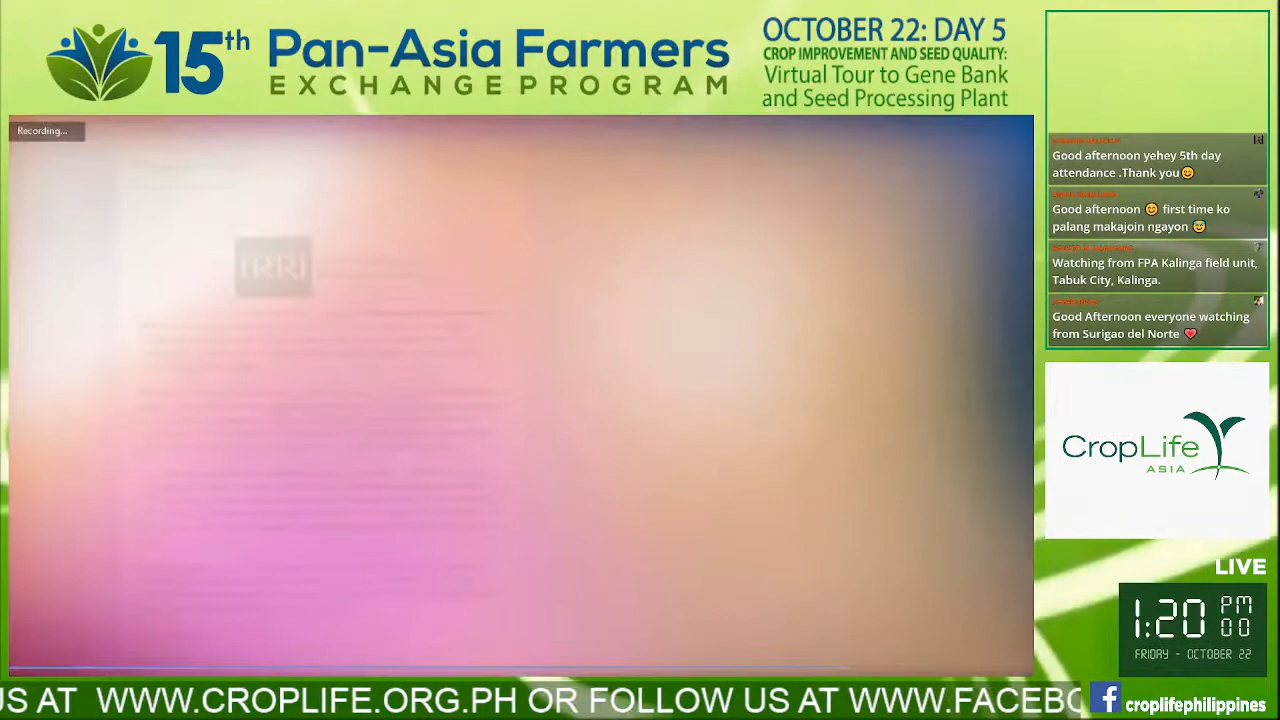 15th Pan-Asia Farmers
EXCHANGE PROGRAM
OCTOBER 22: DAY 5
CROP IMPROVEMENT AND SEED QUALITY:
Virtual Tour to Gene Bank
and Seed Processing Plant
Recording...
IRRI
Good afternoon yehey 5th day
attendance .Thank you😊
Good afternoon 😊 first time ko
palang makajoin ngayon 😇
Watching from FPA Kalinga field unit,
Tabuk City, Kalinga.
Good Afternoon everyone watching
from Surigao del Norte ❤️
CropLife
ASIA
LIVE
1:20 PM
00
FRIDAY - OCTOBER 22
US AT WWW.CROPLIFE.ORG.PH OR FOLLOW US AT WWW.FACEBO
croplifephilippines